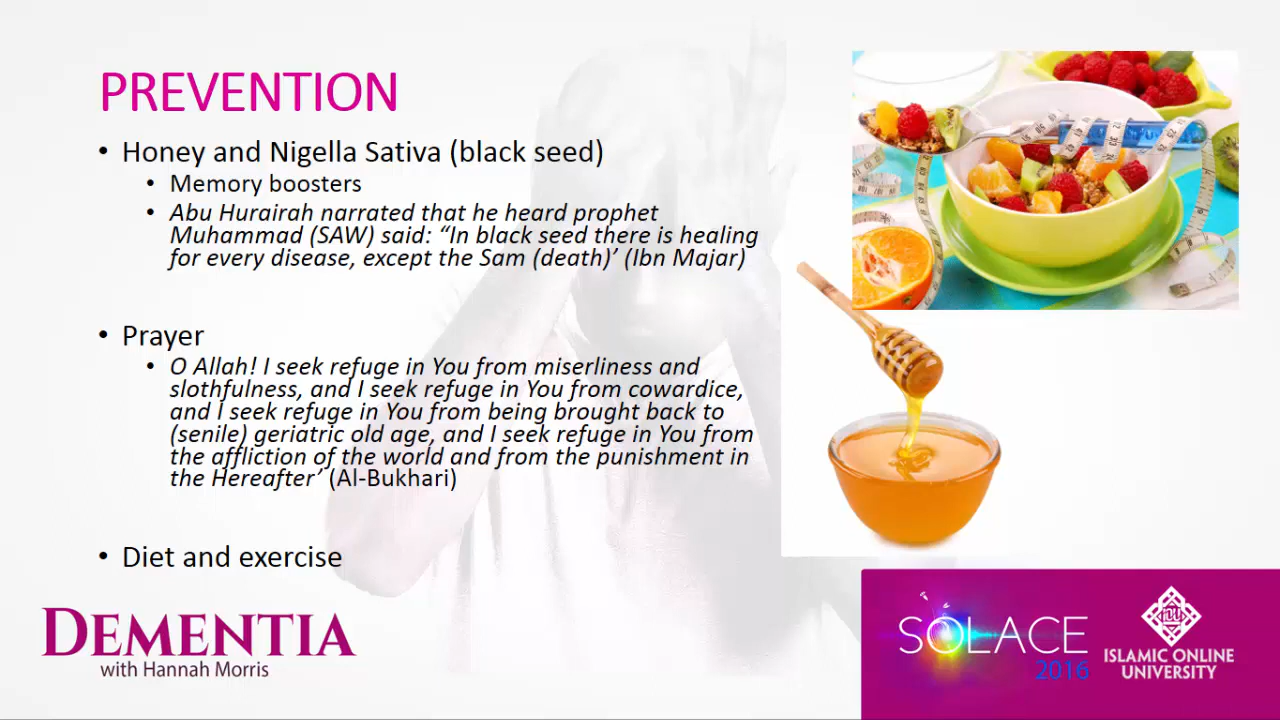 PREVENTION
• Honey and Nigella Sativa (black seed)
• Memory boosters
• Abu Hurairah narrated that he heard prophet
Muhammad (SAW) said: “In black seed there is healing
for every disease, except the Sam (death)’ (Ibn Majar)
• Prayer
• O Allah! I seek refuge in You from miserliness and
slothfulness, and I seek refuge in You from cowardice,
and I seek refuge in You from being brought back to
(senile) geriatric old age, and I seek refuge in You from
the affliction of the world and from the punishment in
the Hereafter’ (Al-Bukhari)
• Diet and exercise
DEMENTIA
with Hannah Morris
SOLACE
2016
ISLAMIC ONLINE
UNIVERSITY